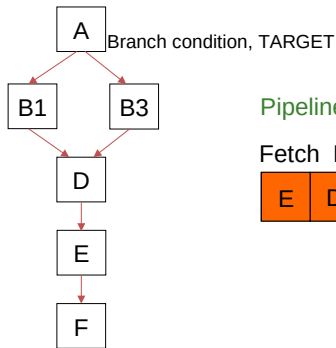 A
Branch condition, TARGET
B1
B3
Pipeline
Fetch
D
E
D
E
F